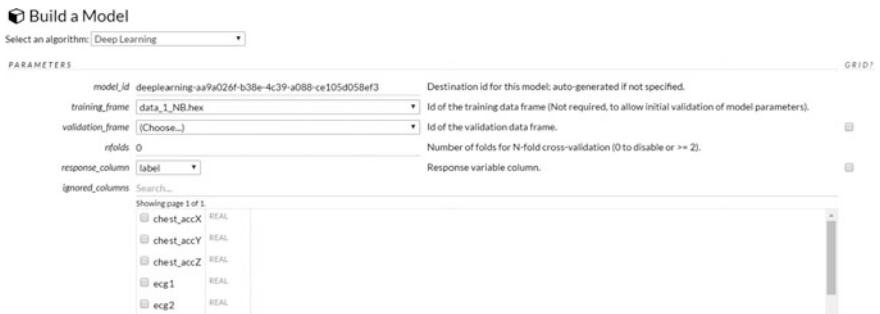 Build a Model
Select an algorithm: Deep Learning
PARAMETERS GRID?
model_id deeplearning-aa9a026f-b38e-4c39-a088-ce105d058ef3 Destination id for this model; auto-generated if not specified.
training_frame data_1_NB.hex Id of the training data frame (Not required, to allow initial validation of model parameters).
validation_frame (Choose...) Id of the validation data frame.
nfolds 0 Number of folds for N-fold cross-validation (0 to disable or >= 2).
response_column label Response variable column.
ignored_columns Search...
Showing page 1 of 1.
chest_accX REAL
chest_accY REAL
chest_accZ REAL
ecg1 REAL
ecg2 REAL